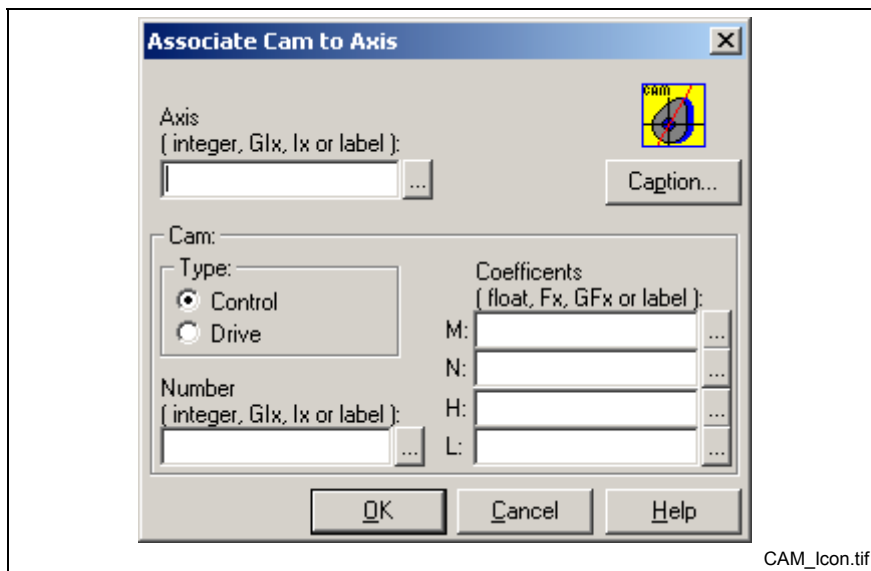 Associate Cam to Axis
CAM
Axis
( integer, GIx, Ix or label ):
...
Caption...
Cam:
Type:
Control
Drive
Number
( integer, GIx, Ix or label ):
...
Coefficents
( float, Fx, GFx or label ):
M:
...
N:
...
H:
...
L:
...
OK
Cancel
Help
CAM_Icon.tif